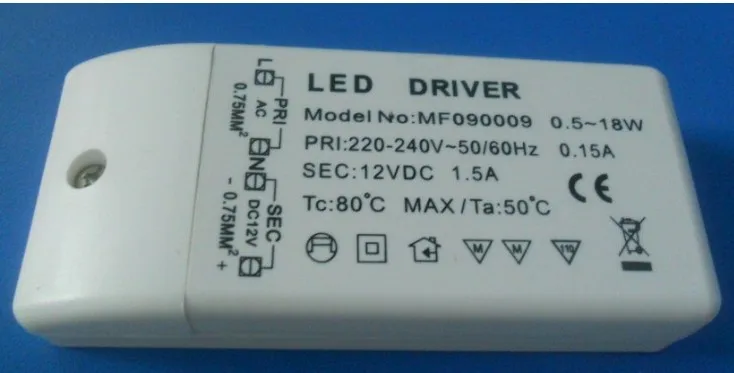 LED DRIVER
Model No:MF090009 0.5~18W
PRI:220-240V~50/60Hz 0.15A
SEC:12VDC 1.5A
Tc:80°C MAX/Ta:50°C
CE
M M 110
L N
AC
PRI
0.75MM²
- +
DC12V
SEC
0.75MM²